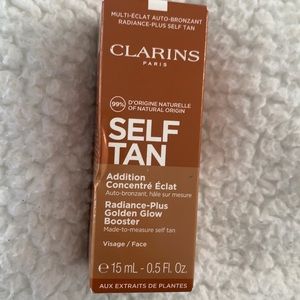 MULTI-ÉCLAT AUTO-BRONZANT
RADIANCE-PLUS SELF TAN
CLARINS
PARIS
99%
D'ORIGINE NATURELLE
OF NATURAL ORIGIN
SELF
TAN
Addition
Concentré Éclat
Auto-bronzant, hâle sur mesure
Radiance-Plus
Golden Glow
Booster
Made-to-measure self tan
Visage / Face
℮ 15 mL - 0.5 Fl. Oz.
AUX EXTRAITS DE PLANTES